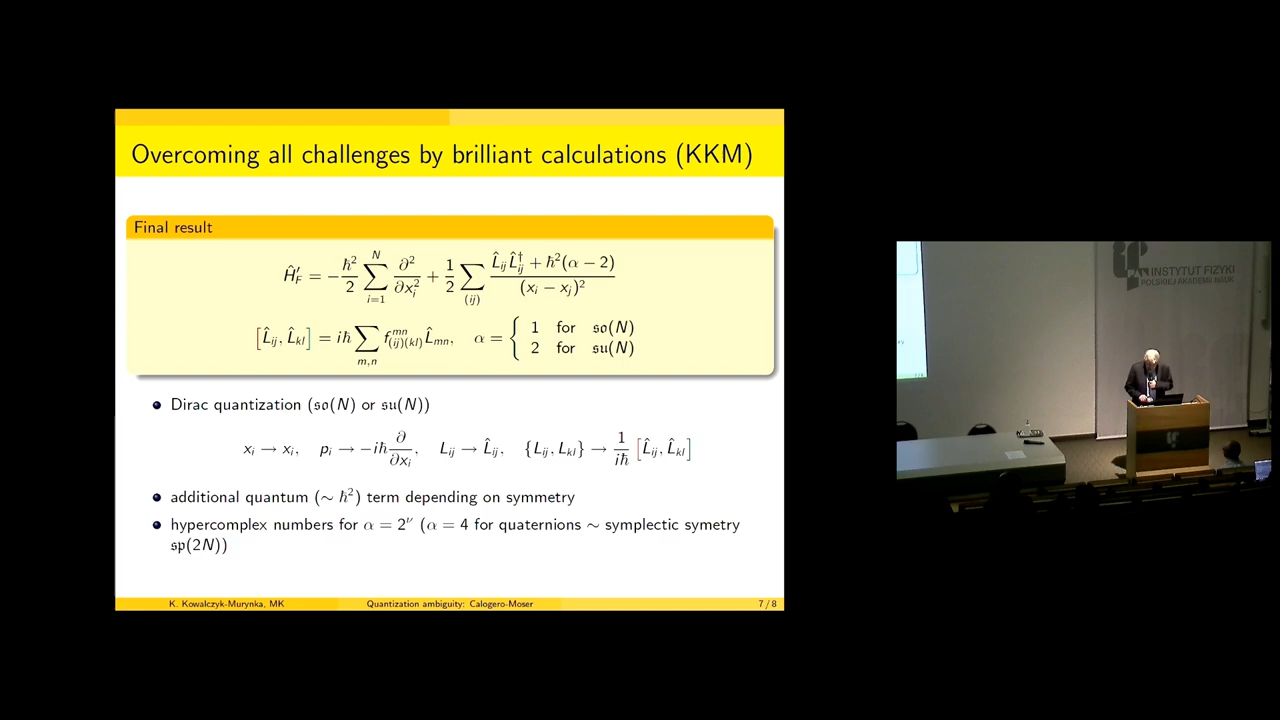 Overcoming all challenges by brilliant calculations (KKM)
Final result
Ĥ′_F = −ℏ²/2 ∑_{i=1}^{N} ∂²/∂x_i² + 1/2 ∑_{(ij)} (L̂_ij L̂†_ij + ℏ²(α − 2))/(x_i − x_j)²
[L̂_ij, L̂_kl] = iℏ ∑_{m,n} f^{mn}_{(ij)(kl)} L̂_mn, α = { 1 for 𝔰𝔬(N)
2 for 𝔰𝔲(N)
Dirac quantization (𝔰𝔬(N) or 𝔰𝔲(N))
x_i → x_i, p_i → −iℏ ∂/∂x_i, L_ij → L̂_ij, {L_ij, L_kl} → 1/iℏ [L̂_ij, L̂_kl]
additional quantum (∼ ℏ²) term depending on symmetry
hypercomplex numbers for α = 2^ν (α = 4 for quaternions ∼ symplectic symetry
𝔰𝔭(2N))
K. Kowalczyk-Murynka, MK Quantization ambiguity: Calogero-Moser 7 / 8
INSTYTUT FIZYKI
POLSKIEJ AKADEMII NAUK